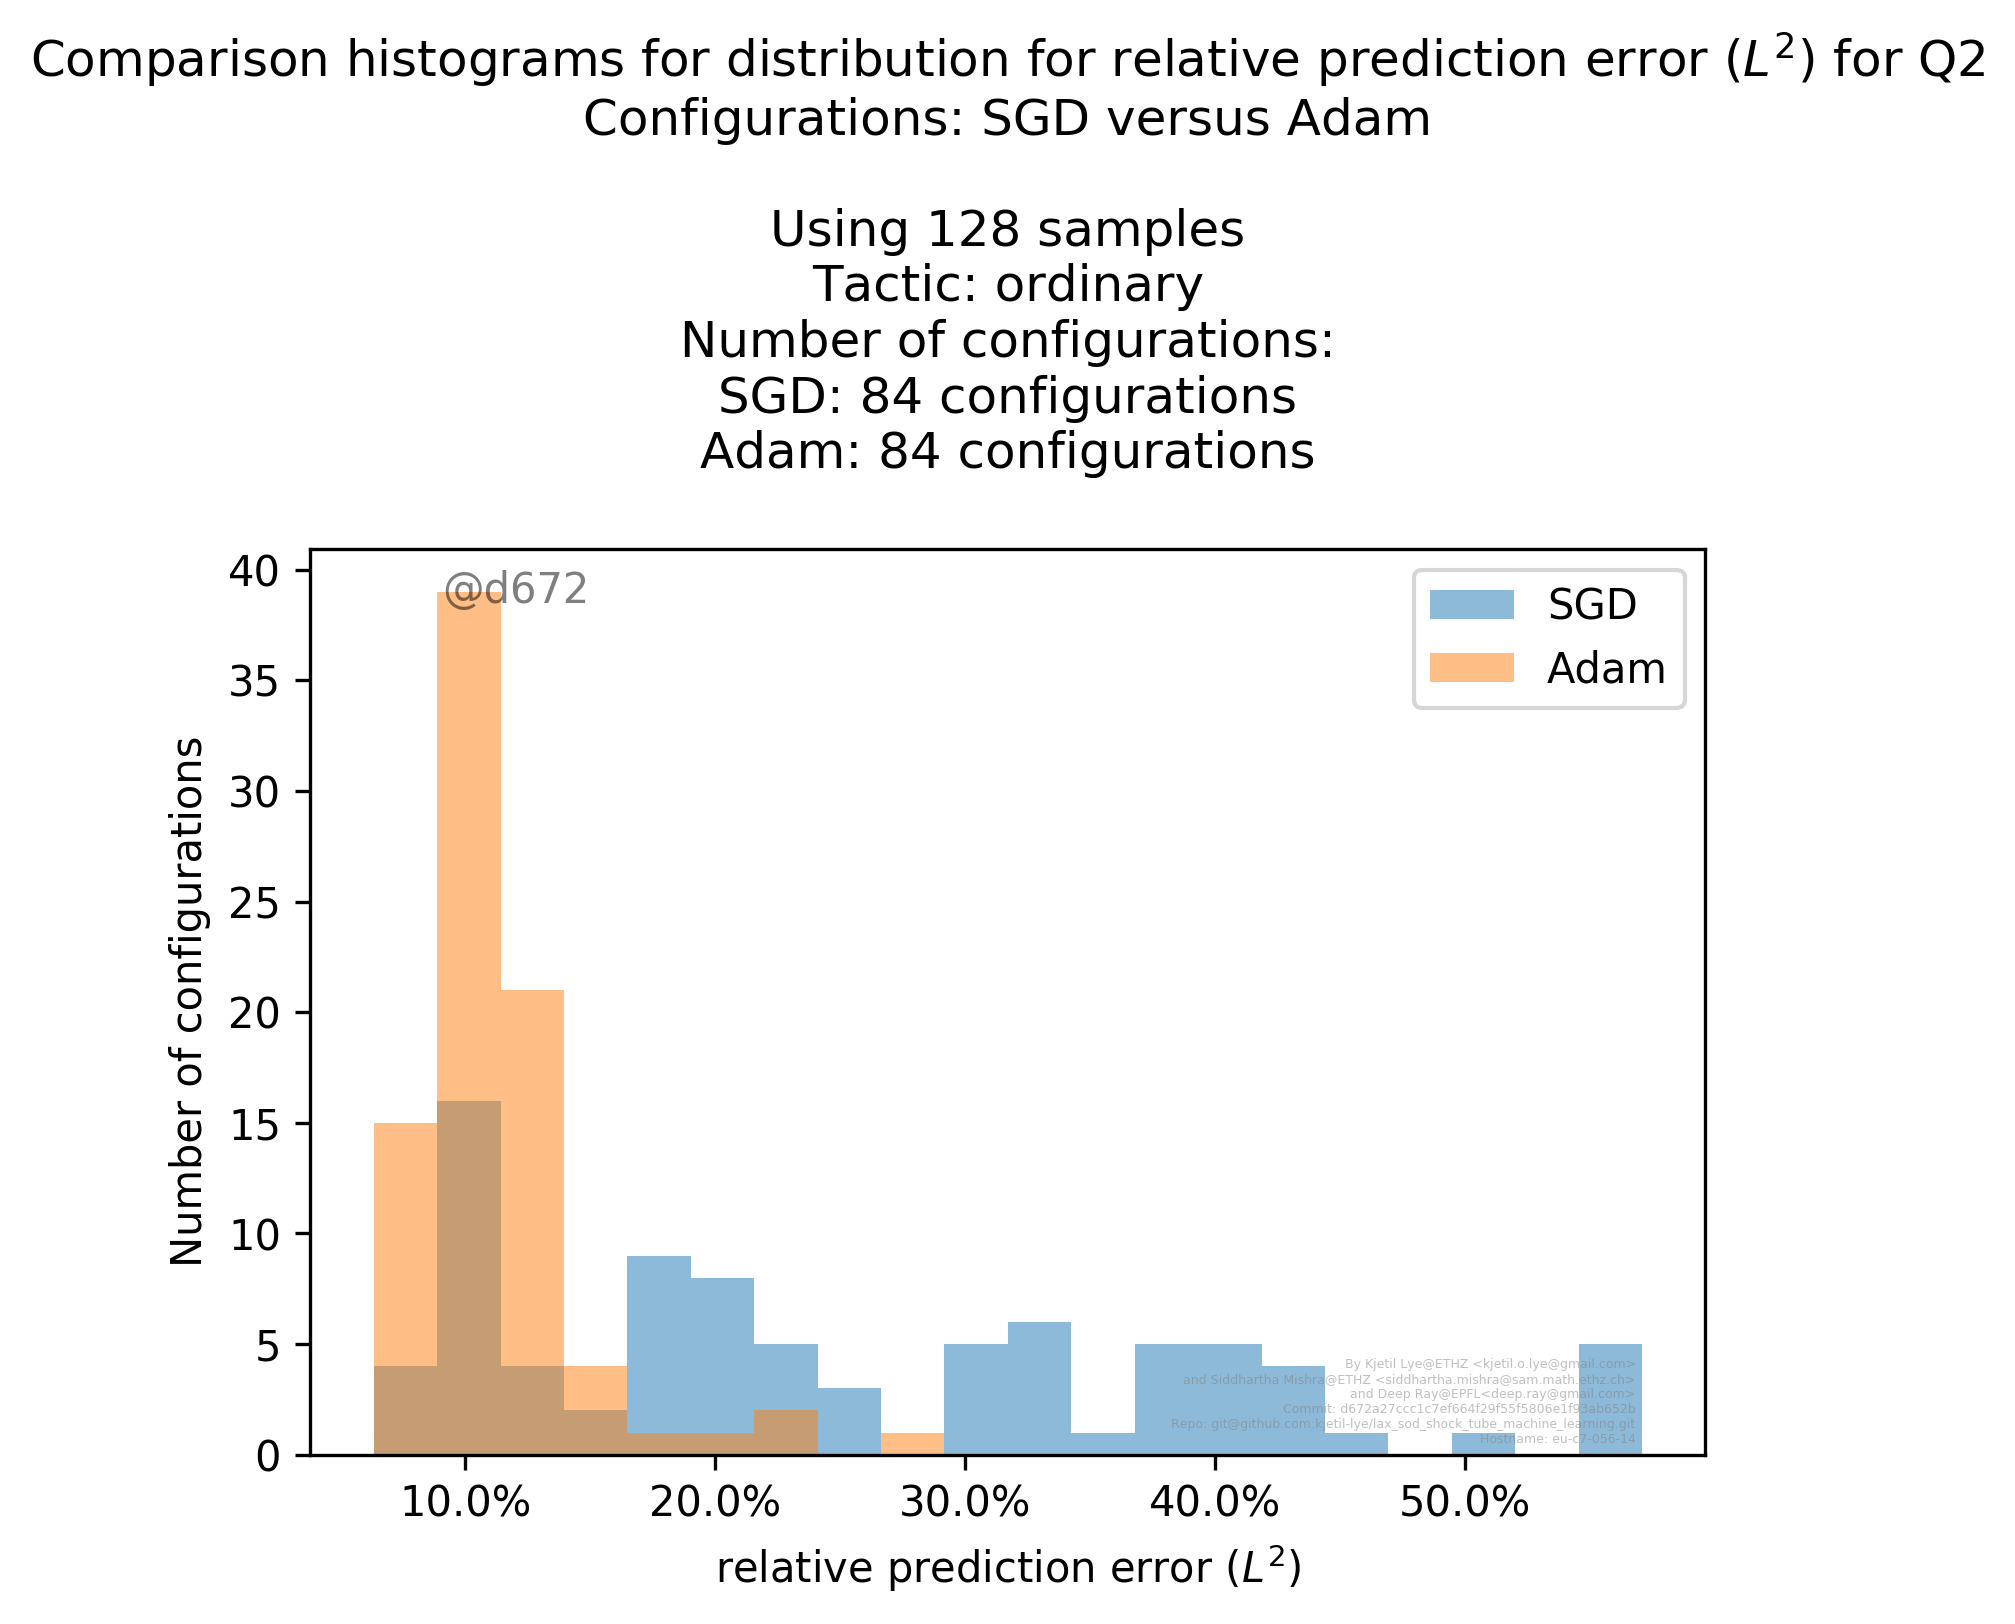 Comparison histograms for distribution for relative prediction error (L²) for Q2
Configurations: SGD versus Adam
Using 128 samples
Tactic: ordinary
Number of configurations:
SGD: 84 configurations
Adam: 84 configurations
@d672
SGD
Adam
40
35
30
25
20
15
10
5
0
Number of configurations
By Kjetil Lye@ETHZ <kjetil.o.lye@gmail.com>
and Siddhartha Mishra@ETHZ <siddhartha.mishra@sam.math.ethz.ch>
and Deep Ray@EPFL<deep.ray@gmail.com>
Commit: d672a27ccc1c7ef664f29f55f5806e1f93ab652b
Repo: git@github.com:kjetil-lye/lax_sod_shock_tube_machine_learning.git
Hostname: eu-c7-056-14
10.0% 20.0% 30.0% 40.0% 50.0%
relative prediction error (L²)